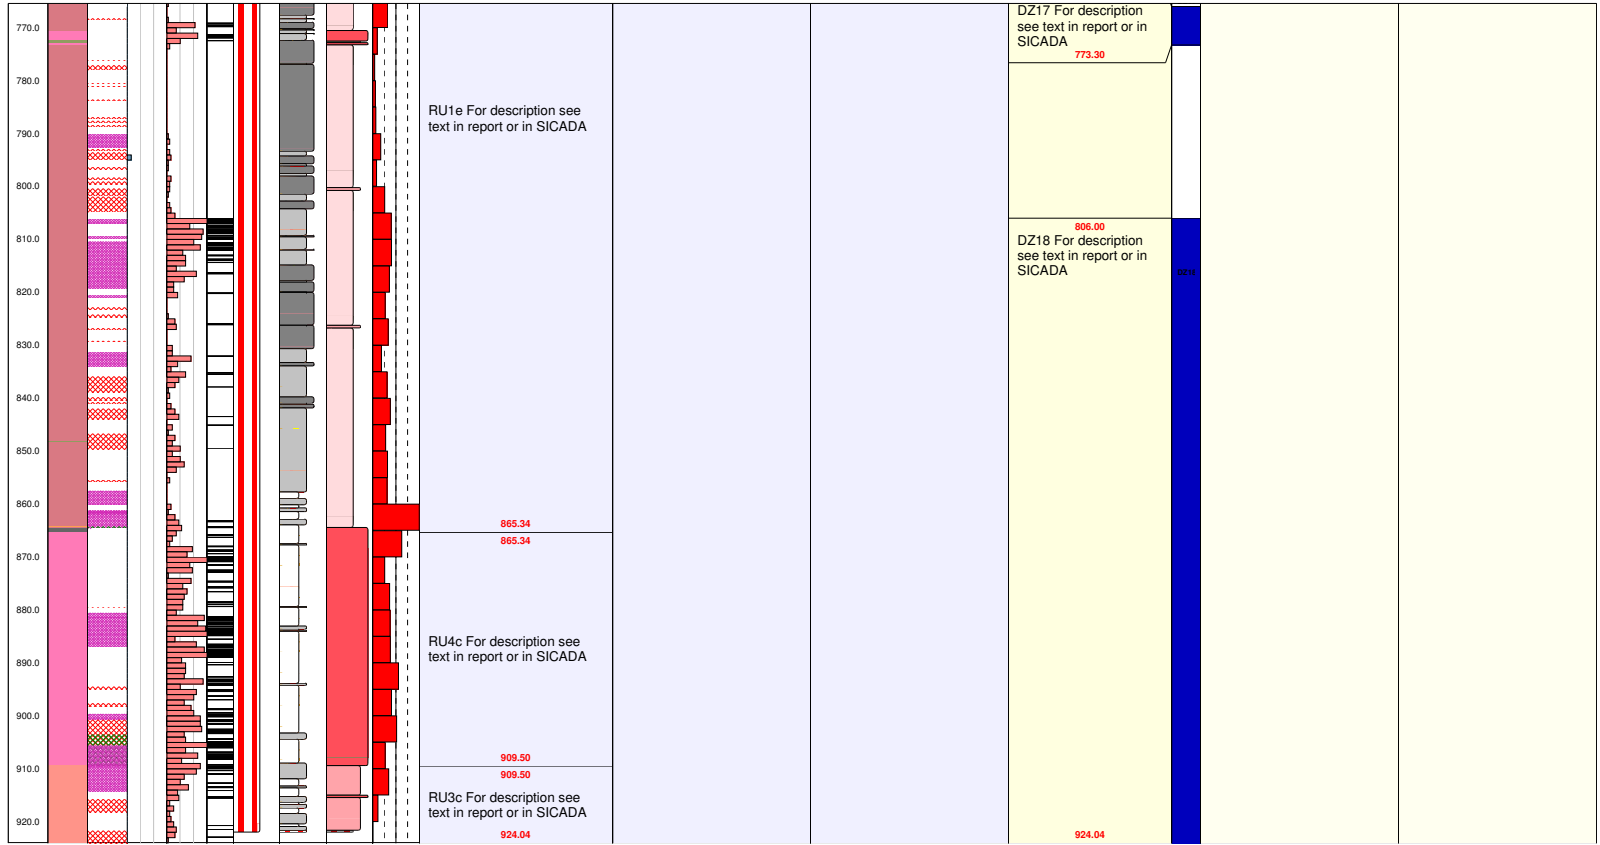 770.0
780.0
790.0
800.0
810.0
820.0
830.0
840.0
850.0
860.0
870.0
880.0
890.0
900.0
910.0
920.0
RU1e For description see
text in report or in SICADA
865.34
865.34
RU4c For description see
text in report or in SICADA
909.50
909.50
RU3c For description see
text in report or in SICADA
924.04
DZ17 For description
see text in report or in
SICADA
773.30
806.00
DZ18 For description
see text in report or in
SICADA
924.04